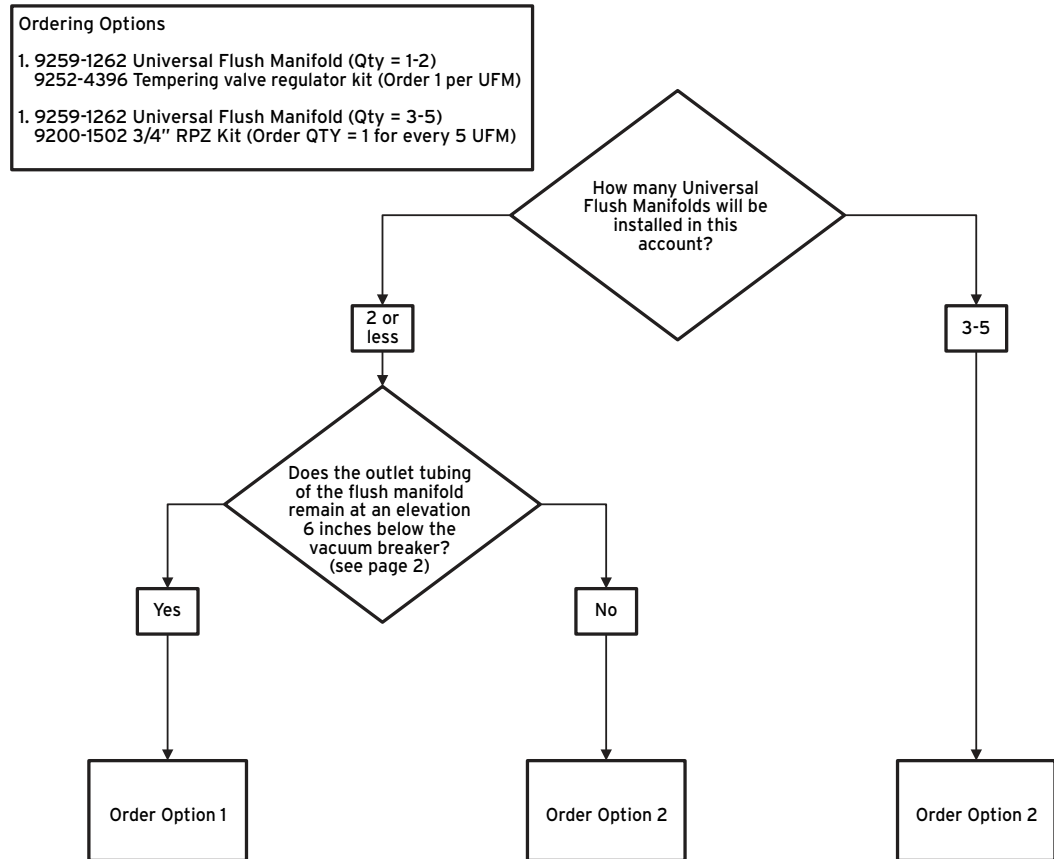 Ordering Options
1. 9259-1262 Universal Flush Manifold (Qty = 1-2)
9252-4396 Tempering valve regulator kit (Order 1 per UFM)
1. 9259-1262 Universal Flush Manifold (Qty = 3-5)
9200-1502 3/4” RPZ Kit (Order QTY = 1 for every 5 UFM)
How many Universal
Flush Manifolds will be
installed in this
account?
2 or
less
3-5
Does the outlet tubing
of the flush manifold
remain at an elevation
6 inches below the
vacuum breaker?
(see page 2)
Yes
No
Order Option 1
Order Option 2
Order Option 2